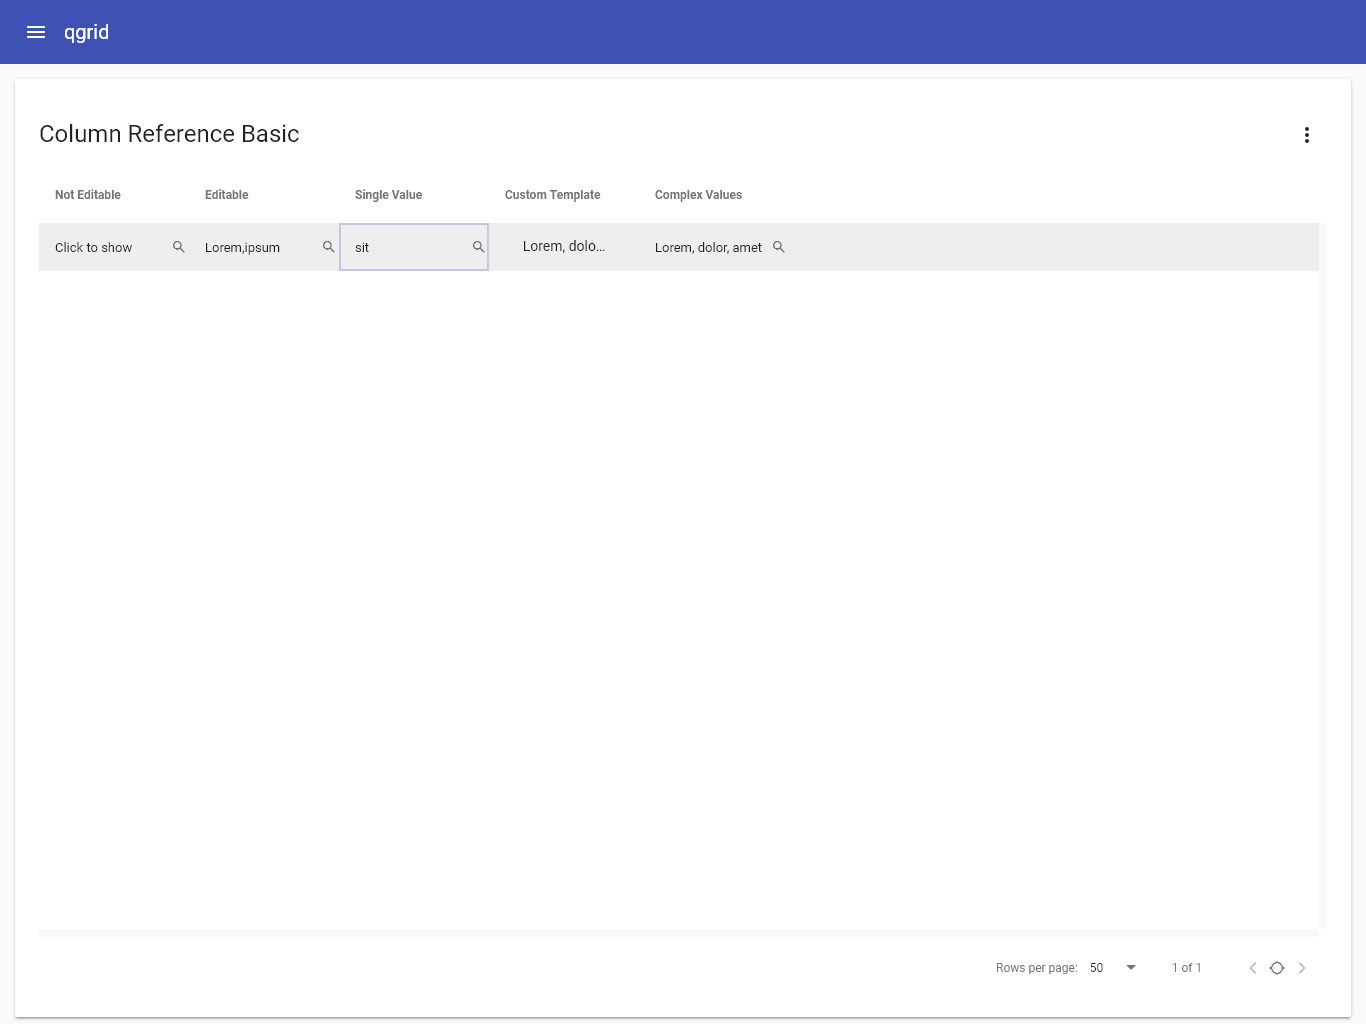 qgrid
Column Reference Basic
Not Editable Editable Single Value Custom Template Complex Values
Click to show Lorem,ipsum sit Lorem, dolo... Lorem, dolor, amet
Rows per page: 50 1 of 1